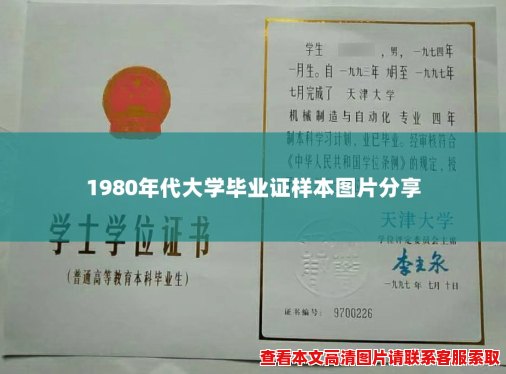 学士学位证书
(普通高等教育本科毕业生)
学生 ，男，一九七四年
一月生。自一九九三年 九月至一九九七年
七月完成了 天津大学
机械制造与自动化 专业 四年
制本科学习计划，业已毕业。经审核符合
《中华人民共和国学位条例》的规定，授
1980年代大学毕业证样本图片分享
天津大学
学位评定委员会主席
一九九七年 七月 十日
证书编号: 9700226
查看本文高清图片请联系客服索取